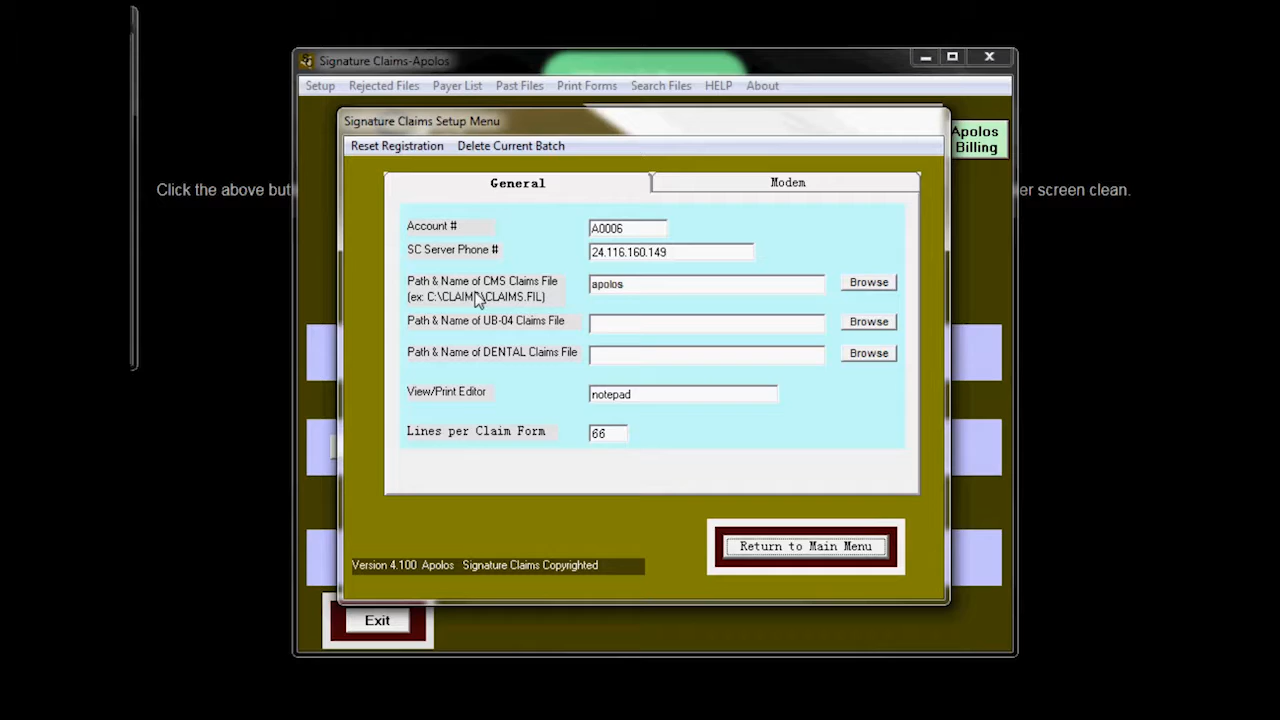 Signature Claims-Apolos
Setup Rejected Files Payer List Past Files Print Forms Search Files HELP About
Signature Claims Setup Menu
Reset Registration Delete Current Batch
Apolos
Billing
Click the above but
er screen clean.
General Modem
Account # A0006
SC Server Phone # 24.116.160.149
Path & Name of CMS Claims File apolos Browse
(ex: C:\CLAIM \CLAIMS.FIL)
Path & Name of UB-04 Claims File Browse
Path & Name of DENTAL Claims File Browse
View/Print Editor notepad
Lines per Claim Form 66
Return to Main Menu
Version 4.100 Apolos Signature Claims Copyrighted
Exit